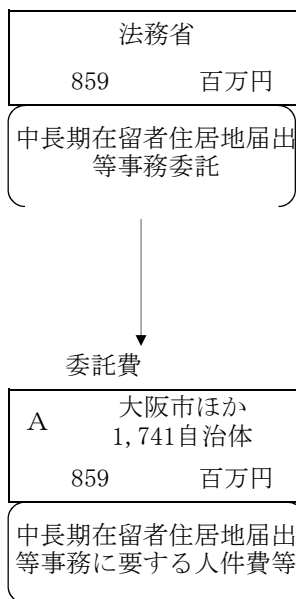 法務省
859 百万円
中長期在留者住居地届出
等事務委託
委託費
A 大阪市ほか
1,741自治体
859 百万円
中長期在留者住居地届出
等事務に要する人件費等